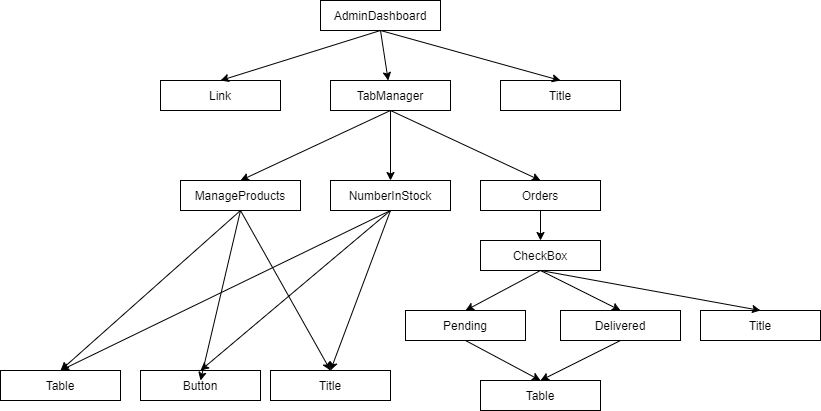 AdminDashboard
Link
TabManager
Title
ManageProducts
NumberInStock
Orders
CheckBox
Pending
Delivered
Title
Table
Button
Title
Table